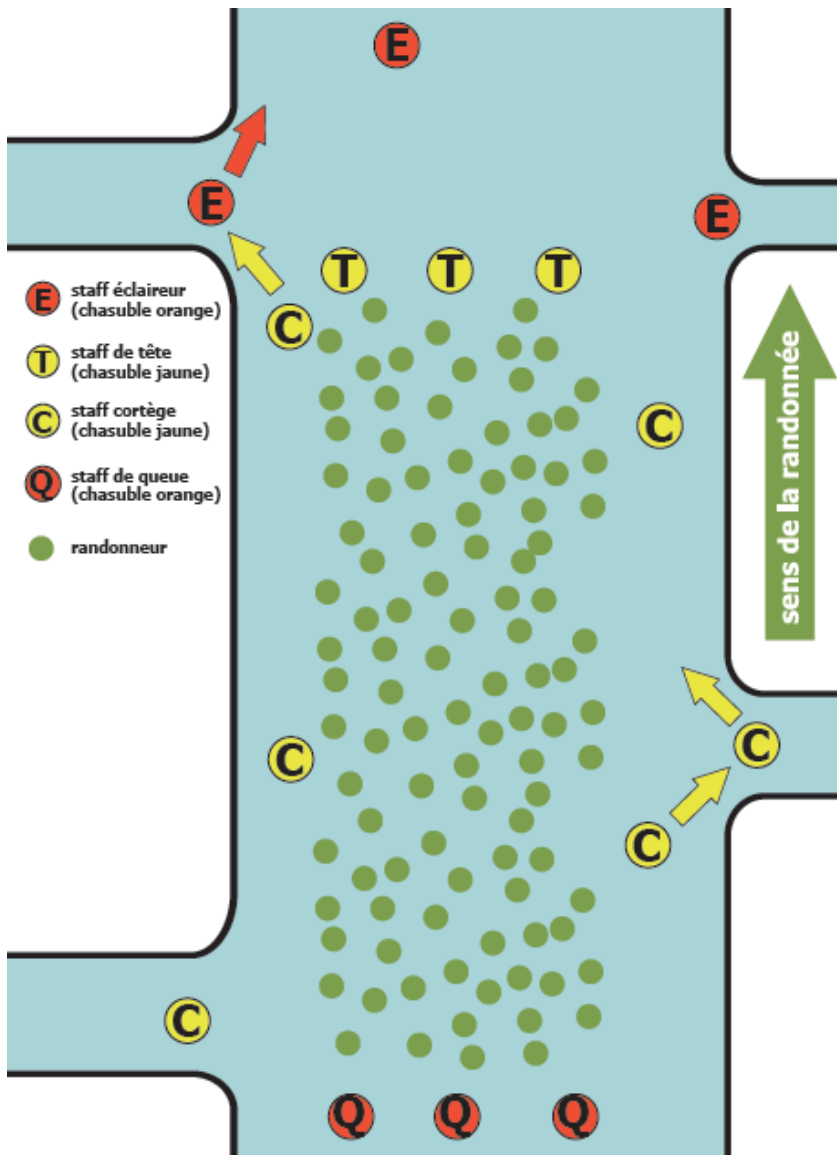 E
E
E
T T T
C
E staff éclaireur
(chasuble orange)
T staff de tête
(chasuble jaune)
C staff cortège
(chasuble jaune)
Q staff de queue
(chasuble orange)
randonneur
sens de la randonnée
C
C
C
C
C
Q Q Q